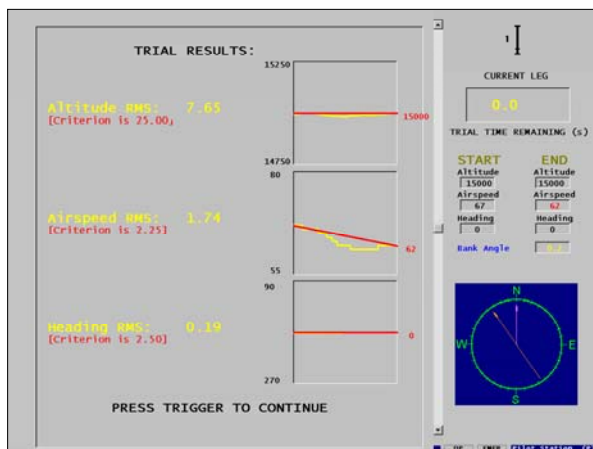 TRIAL RESULTS:
15250
Altitude RMS: 7.65
[Criterion is 25.00]
15000
14750
80
Airspeed RMS: 1.74
[Criterion is 2.25]
62
55
90
Heading RMS: 0.19
[Criterion is 2.50]
0
270
PRESS TRIGGER TO CONTINUE
1
CURRENT LEG
0.0
TRIAL TIME REMAINING (s)
START END
Altitude Altitude
15000 15000
Airspeed Airspeed
67 62
Heading Heading
0 0
Bank Angle
N
W E
S
Pilot Station